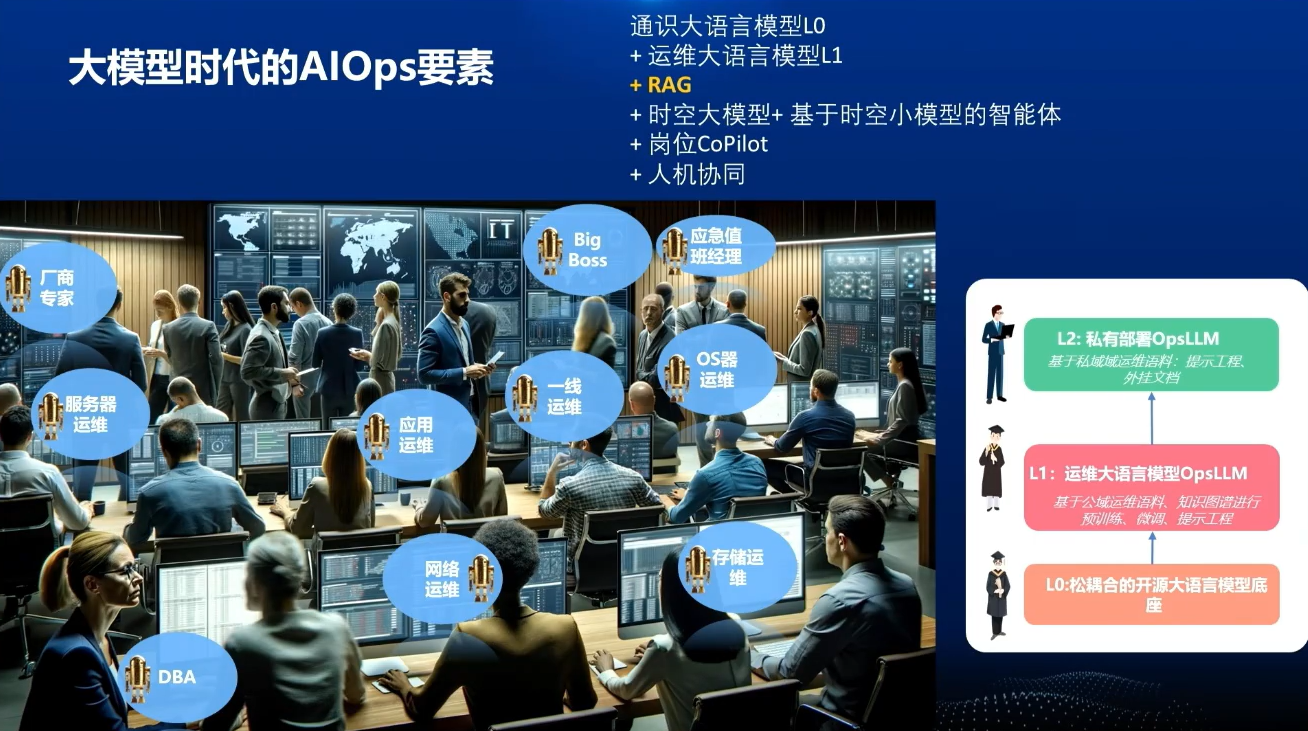 大模型时代的AIOps要素
通识大语言模型L0
+ 运维大语言模型L1
+ RAG
+ 时空大模型+ 基于时空小模型的智能体
+ 岗位CoPilot
+ 人机协同
IT
Big
Boss
应急值
班经理
厂商
专家
OS器
运维
一线
运维
服务器
运维
应用
运维
网络
运维
存储运
维
DBA
L2: 私有部署OpsLLM
基于私域域运维语料：提示工程、
外挂文档
L1：运维大语言模型OpsLLM
基于公域运维语料、知识图谱进行
预训练、微调、提示工程
L0:松耦合的开源大语言模型底
座